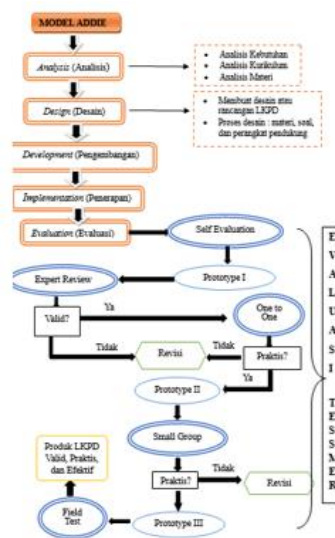 MODEL ADDIE
Analysis (Analisis)
Analisis Kebutuhan
Analisis Kurikulum
Analisis Materi
Design (Desain)
Membuat desain atau
rancangan LKPD
Proses desain : materi, soal,
dan perangkat pendukung
Development (Pengembangan)
Implementation (Penerapan)
Evaluation (Evaluasi)
Self Evaluation
Expert Review
Prototype I
Valid?
Ya
One to
One
Tidak
Revisi
Tidak
Praktis?
Ya
Prototype II
Small Group
Praktis?
Tidak
Revisi
Produk LKPD
Valid, Praktis,
dan Efektif
Field
Test
Prototype III
E
V
A
L
U
A
S
I
T
E
S
S
M
E
R